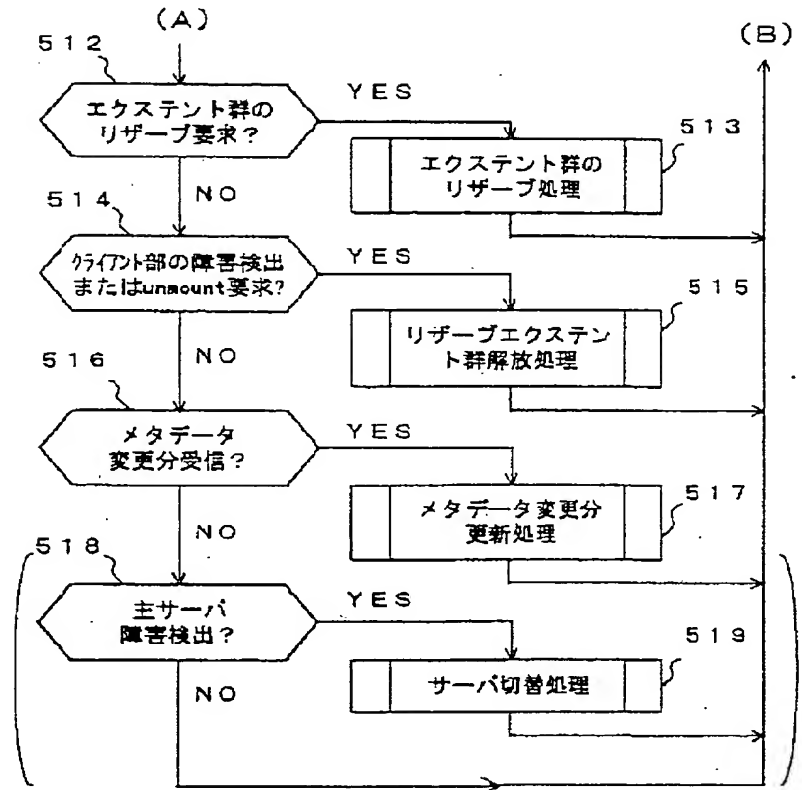 (A)
(B)
512
エクステント群の
リザーブ要求?
YES
513
エクステント群の
リザーブ処理
NO
514
クライアント部の障害検出
またはunmount要求?
YES
515
リザーブエクステン
ト群解放処理
NO
516
メタデータ
変更分受信?
YES
517
メタデータ変更分
更新処理
NO
518
主サーバ
障害検出?
YES
519
サーバ切替処理
NO